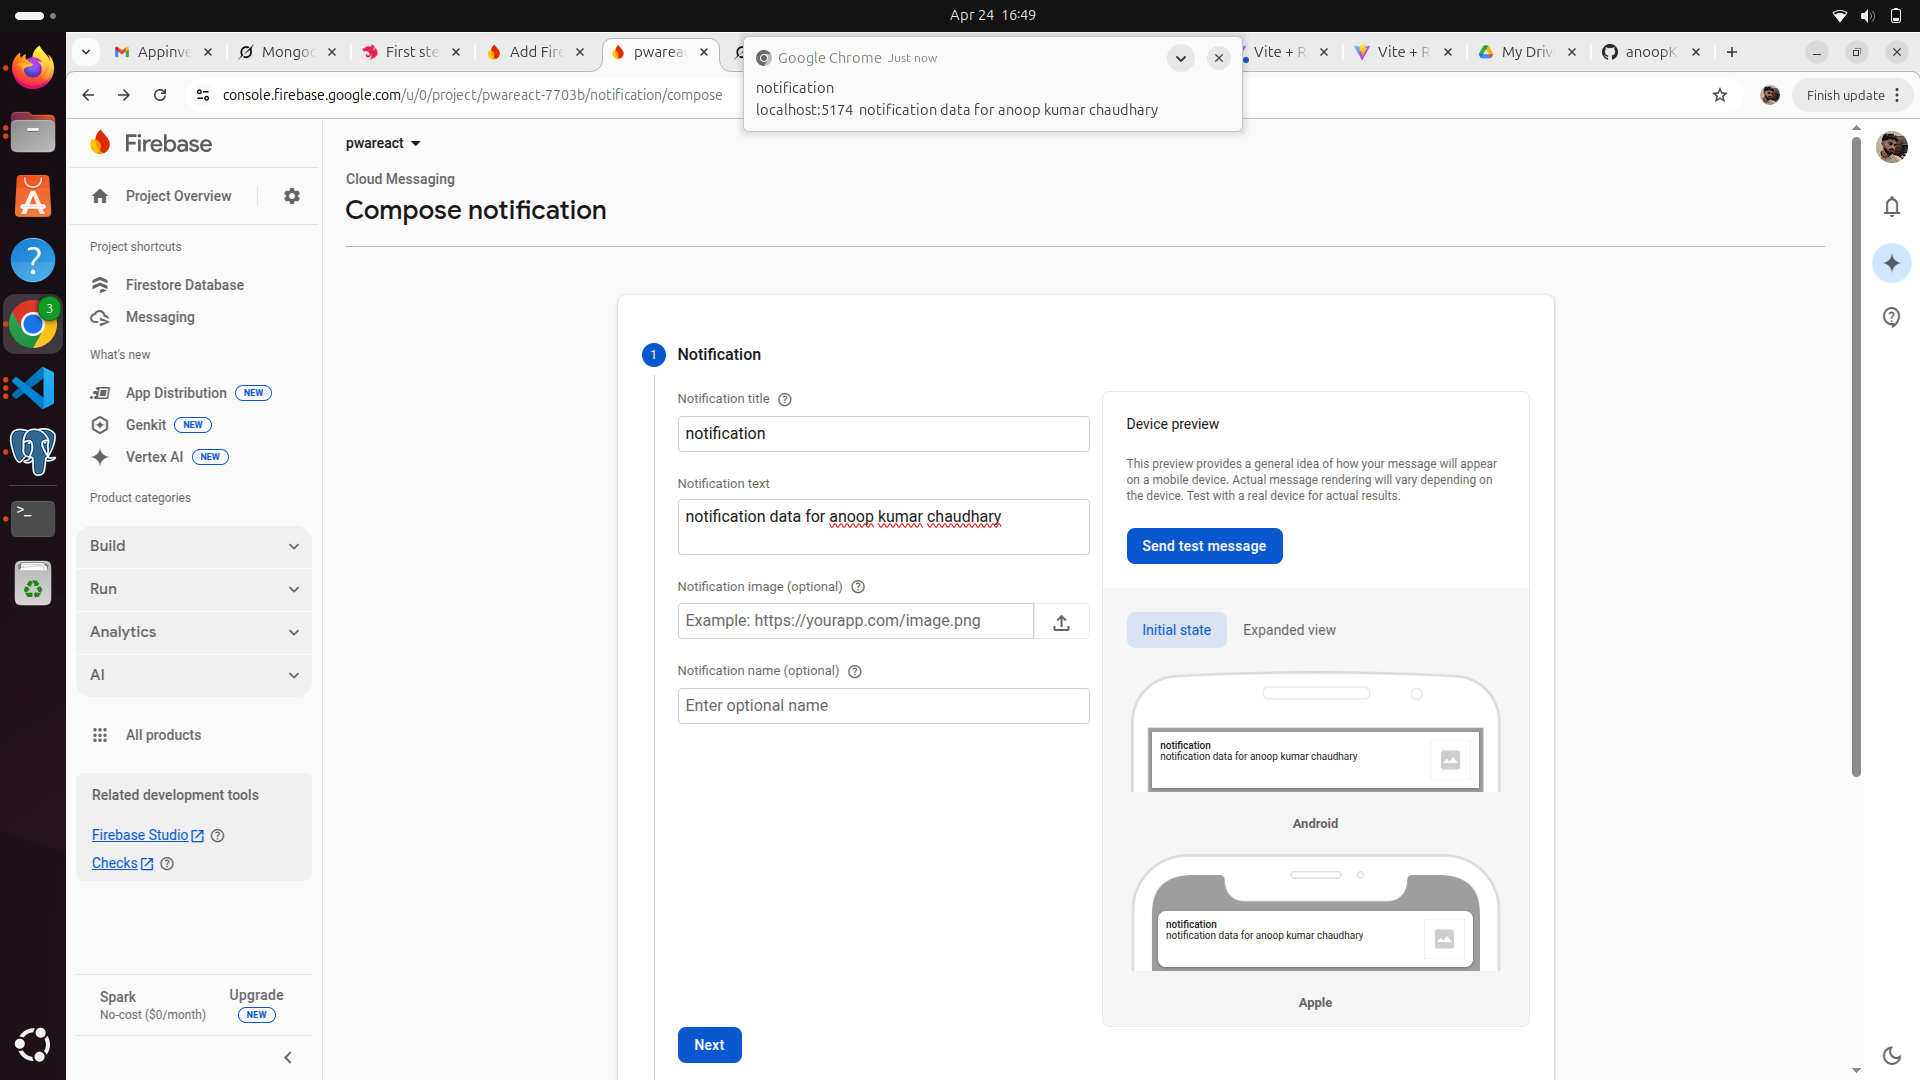 Apr 24 16:49
Appinve
Mongo
First ste
Add Fire
pwarea
Vite + R
Vite + R
My Driv
anoopK
Google Chrome Just now
notification
localhost:5174 notification data for anoop kumar chaudhary
console.firebase.google.com/u/0/project/pwareact-7703b/notification/compose
Finish update
3
Firebase
Project Overview
Project shortcuts
Firestore Database
Messaging
What's new
App Distribution NEW
Genkit NEW
Vertex AI NEW
Product categories
Build
Run
Analytics
AI
All products
Related development tools
Firebase Studio
Checks
Spark
No-cost ($0/month)
Upgrade
NEW
pwareact
Cloud Messaging
Compose notification
1 Notification
Notification title
notification
Notification text
notification data for anoop kumar chaudhary
Notification image (optional)
Example: https://yourapp.com/image.png
Notification name (optional)
Enter optional name
Next
Device preview
This preview provides a general idea of how your message will appear
on a mobile device. Actual message rendering will vary depending on
the device. Test with a real device for actual results.
Send test message
Initial state Expanded view
notification
notification data for anoop kumar chaudhary
Android
notification
notification data for anoop kumar chaudhary
Apple